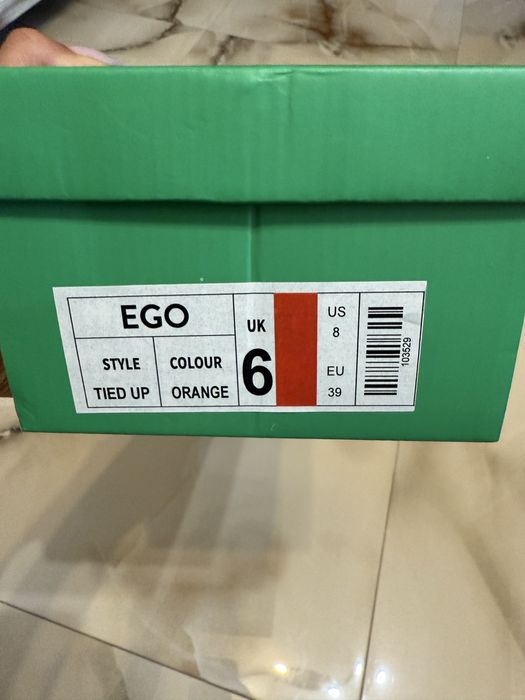 EGO
STYLE
TIED UP
COLOUR
ORANGE
UK
6
US
8
EU
39
103529